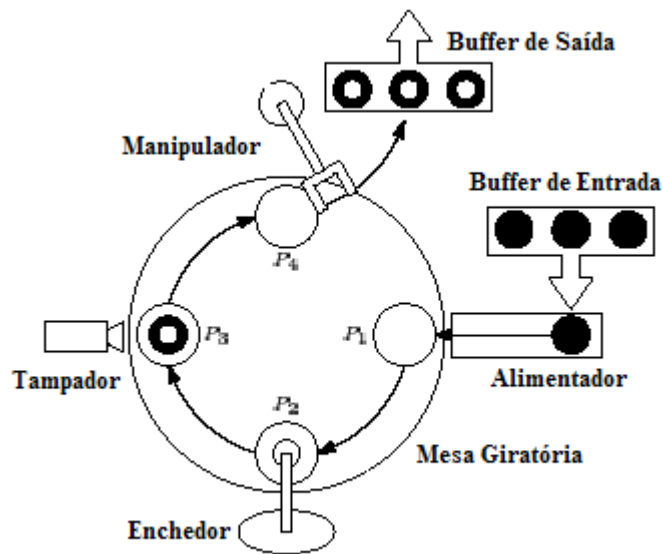 Buffer de Saída
Manipulador
Buffer de Entrada
P4
P3
P1
Tampador
Alimentador
P2
Mesa Giratória
Enchedor